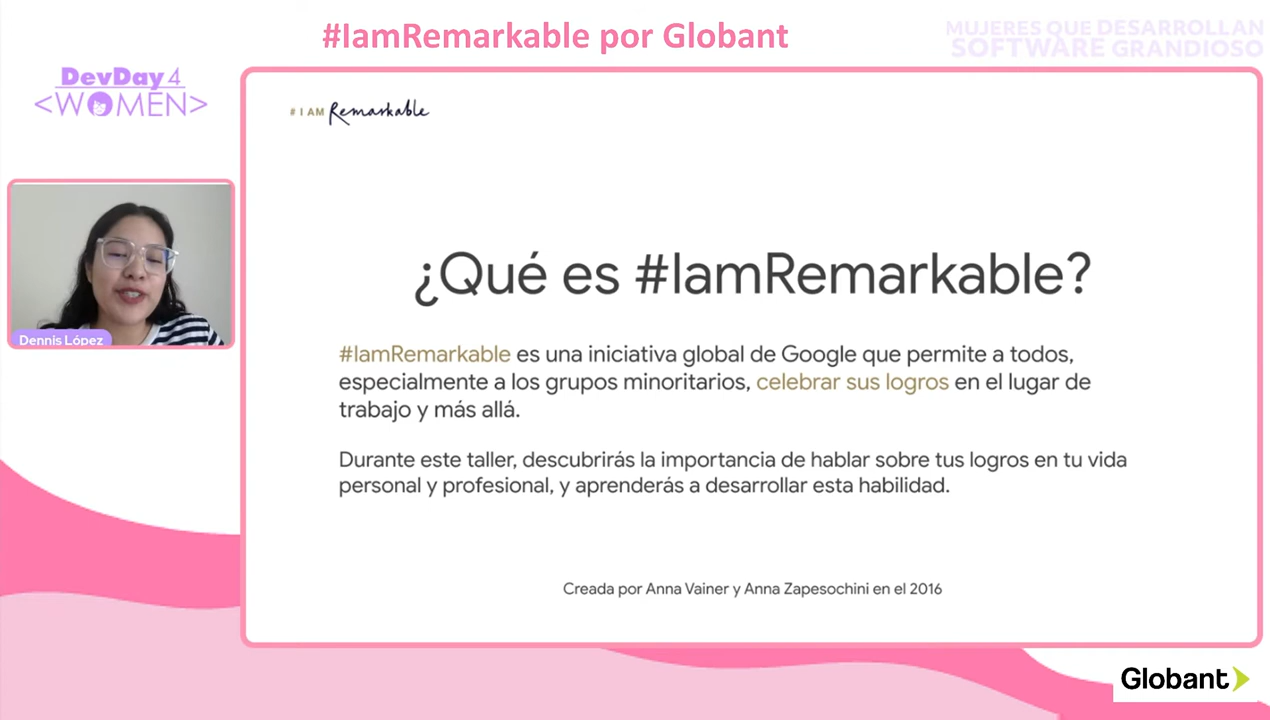 #IamRemarkable por Globant
MUJERES QUE DESARROLLAN
SOFTWARE GRANDIOSO
DevDay 4
<WOMEN>
#IAM Remarkable
¿Qué es #IamRemarkable?
#IamRemarkable es una iniciativa global de Google que permite a todos,
especialmente a los grupos minoritarios, celebrar sus logros en el lugar de
trabajo y más allá.
Durante este taller, descubrirás la importancia de hablar sobre tus logros en tu vida
personal y profesional, y aprenderás a desarrollar esta habilidad.
Creada por Anna Vainer y Anna Zapesochini en el 2016
Dennis López
Globant